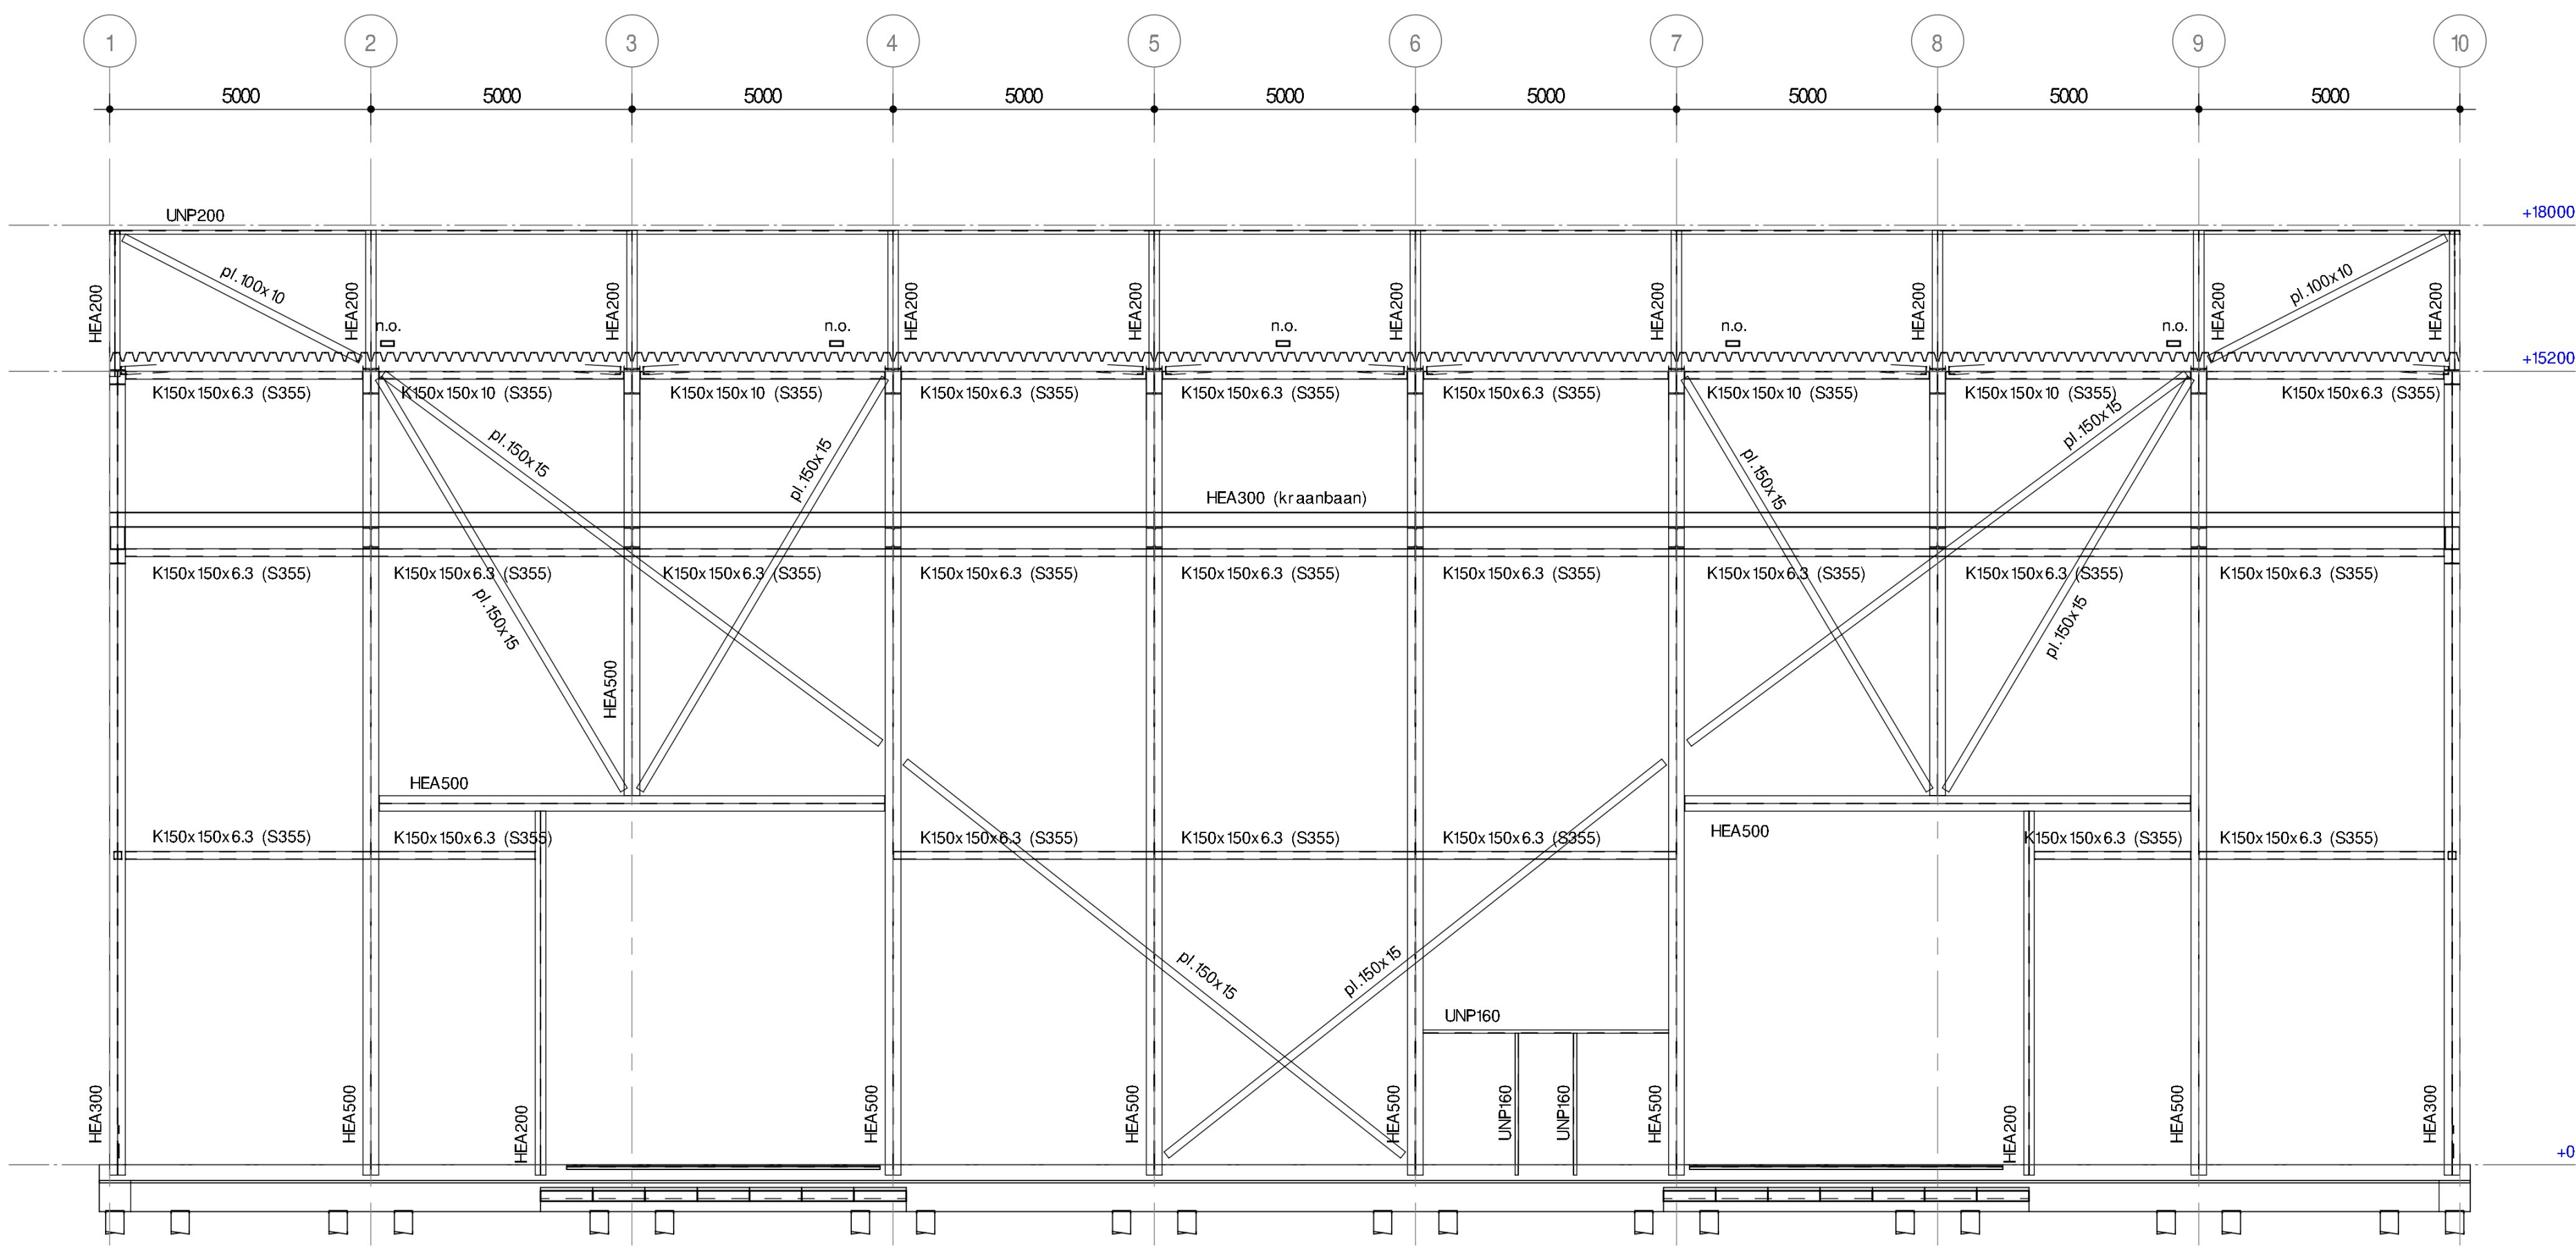 1 2 3 4 5 6 7 8 9 10
5000 5000 5000 5000 5000 5000 5000 5000 5000
UNP200
+18000
pl.100x10
pl.100x10
HEA200
HEA200
HEA200
HEA200
HEA200
HEA200
HEA200
HEA200
HEA200
HEA200
n.o. n.o. n.o. n.o. n.o.
+15200
K150x150x6.3 (S355) K150x150x10 (S355) K150x150x10 (S355) K150x150x6.3 (S355) K150x150x6.3 (S355) K150x150x6.3 (S355) K150x150x10 (S355) K150x150x10 (S355) K150x150x6.3 (S355)
pl.150x15
pl.150x15
pl.150x15
pl.150x15
HEA300 (kraanbaan)
K150x150x6.3 (S355) K150x150x6.3 (S355) K150x150x6.3 (S355) K150x150x6.3 (S355) K150x150x6.3 (S355) K150x150x6.3 (S355) K150x150x6.3 (S355) K150x150x6.3 (S355) K150x150x6.3 (S355)
pl.150x15
pl.150x15
HEA500
HEA500
HEA500
K150x150x6.3 (S355) K150x150x6.3 (S355) K150x150x6.3 (S355) K150x150x6.3 (S355) K150x150x6.3 (S355) K150x150x6.3 (S355) K150x150x6.3 (S355)
pl.150x15
pl.150x15
UNP160
HEA300
HEA500
HEA200
HEA500
HEA500
HEA500
UNP160
UNP160
HEA500
HEA200
HEA500
HEA300
+0